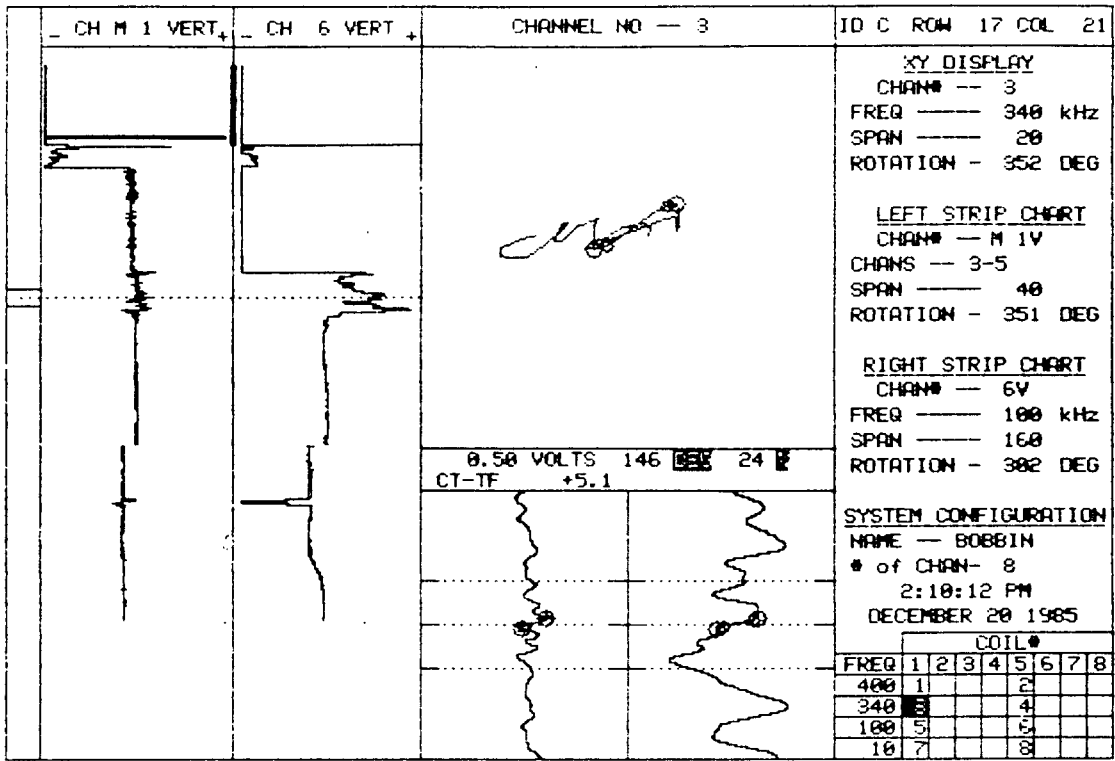 _ CH M 1 VERT +
_ CH 6 VERT +
CHANNEL NO -- 3
ID C ROW 17 COL 21
XY DISPLAY
CHAN# -- 3
FREQ ----- 340 kHz
SPAN ----- 20
ROTATION - 352 DEG
LEFT STRIP CHART
CHAN# -- M 1V
CHANS -- 3-5
SPAN ----- 40
ROTATION - 351 DEG
RIGHT STRIP CHART
CHAN# -- 6V
FREQ ----- 100 kHz
SPAN ----- 160
ROTATION - 302 DEG
0.50 VOLTS 146 DEG 24
CT-TF +5.1
SYSTEM CONFIGURATION
NAME -- BOBBIN
# of CHAN- 8
2:10:12 PM
DECEMBER 20 1985
COIL#
FREQ 1 2 3 4 5 6 7 8
400 1 2
340 3 4
100 5 6
10 7 8